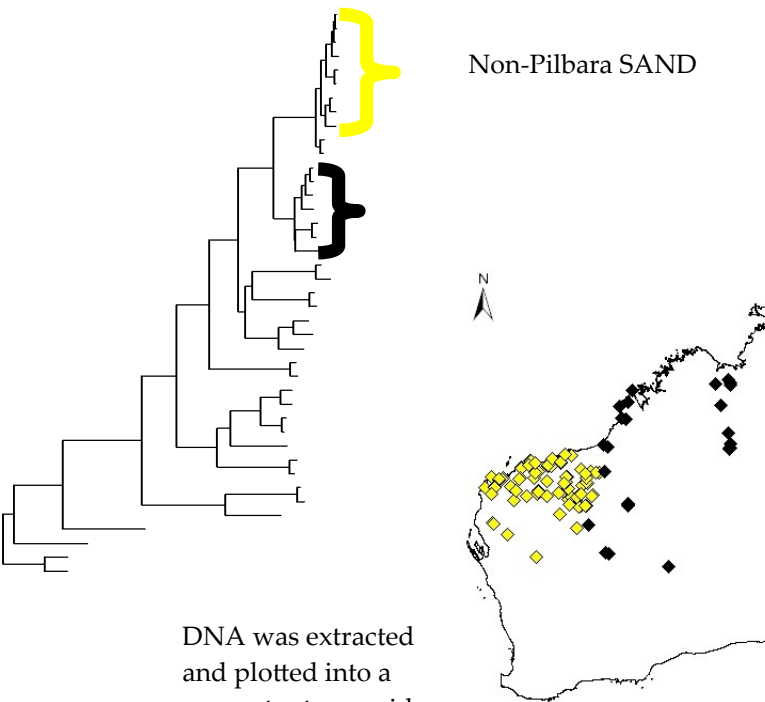 Non-Pilbara SAND
N
DNA was extracted
and plotted into a